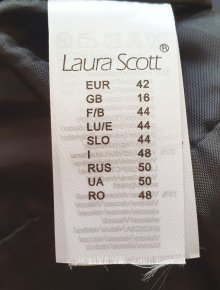 Laura Scott®
EUR 42
GB 16
F/B 44
LU/E 44
SLO 44
I 48
RUS 50
UA 50
RO 48